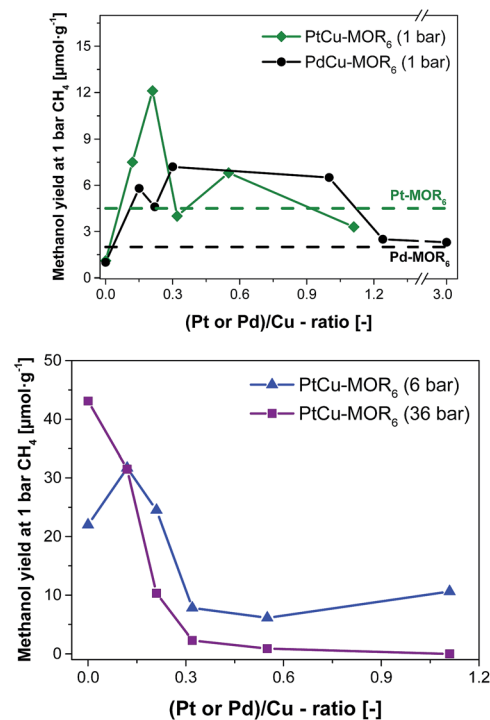 PtCu-MOR₆ (1 bar)
PdCu-MOR₆ (1 bar)
Methanol yield at 1 bar CH₄ [µmol·g⁻¹]
15
12
9
6
3
0
Pt-MOR₆
Pd-MOR₆
0.0 0.3 0.6 0.9 1.2 3.0
(Pt or Pd)/Cu - ratio [-]
PtCu-MOR₆ (6 bar)
PtCu-MOR₆ (36 bar)
Methanol yield at 1 bar CH₄ [µmol·g⁻¹]
50
40
30
20
10
0
0.0 0.3 0.6 0.9 1.2
(Pt or Pd)/Cu - ratio [-]